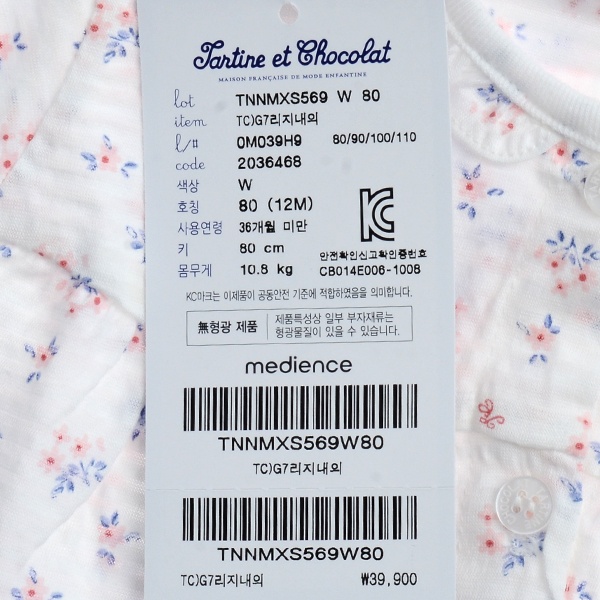 Tartine et Chocolat
MAISON FRANÇAISE DE MODE ENFANTINE
lot TNNMXS569 W 80
item TC)G7리지내의
l/# 0M039H9 80/90/100/110
code 2036468
색상 W
호칭 80 (12M)
사용연령 36개월 미만
키 80 cm
몸무게 10.8 kg
안전확인신고확인증번호
CB014E006-1008
KC마크는 이제품이 공통안전 기준에 적합하였음을 의미합니다.
無형광 제품 제품특성상 일부 부자재류는
형광물질이 있을 수 있습니다.
medience
TNNMXS569W80
TC)G7리지내의
TNNMXS569W80
TC)G7리지내의 ₩39,900